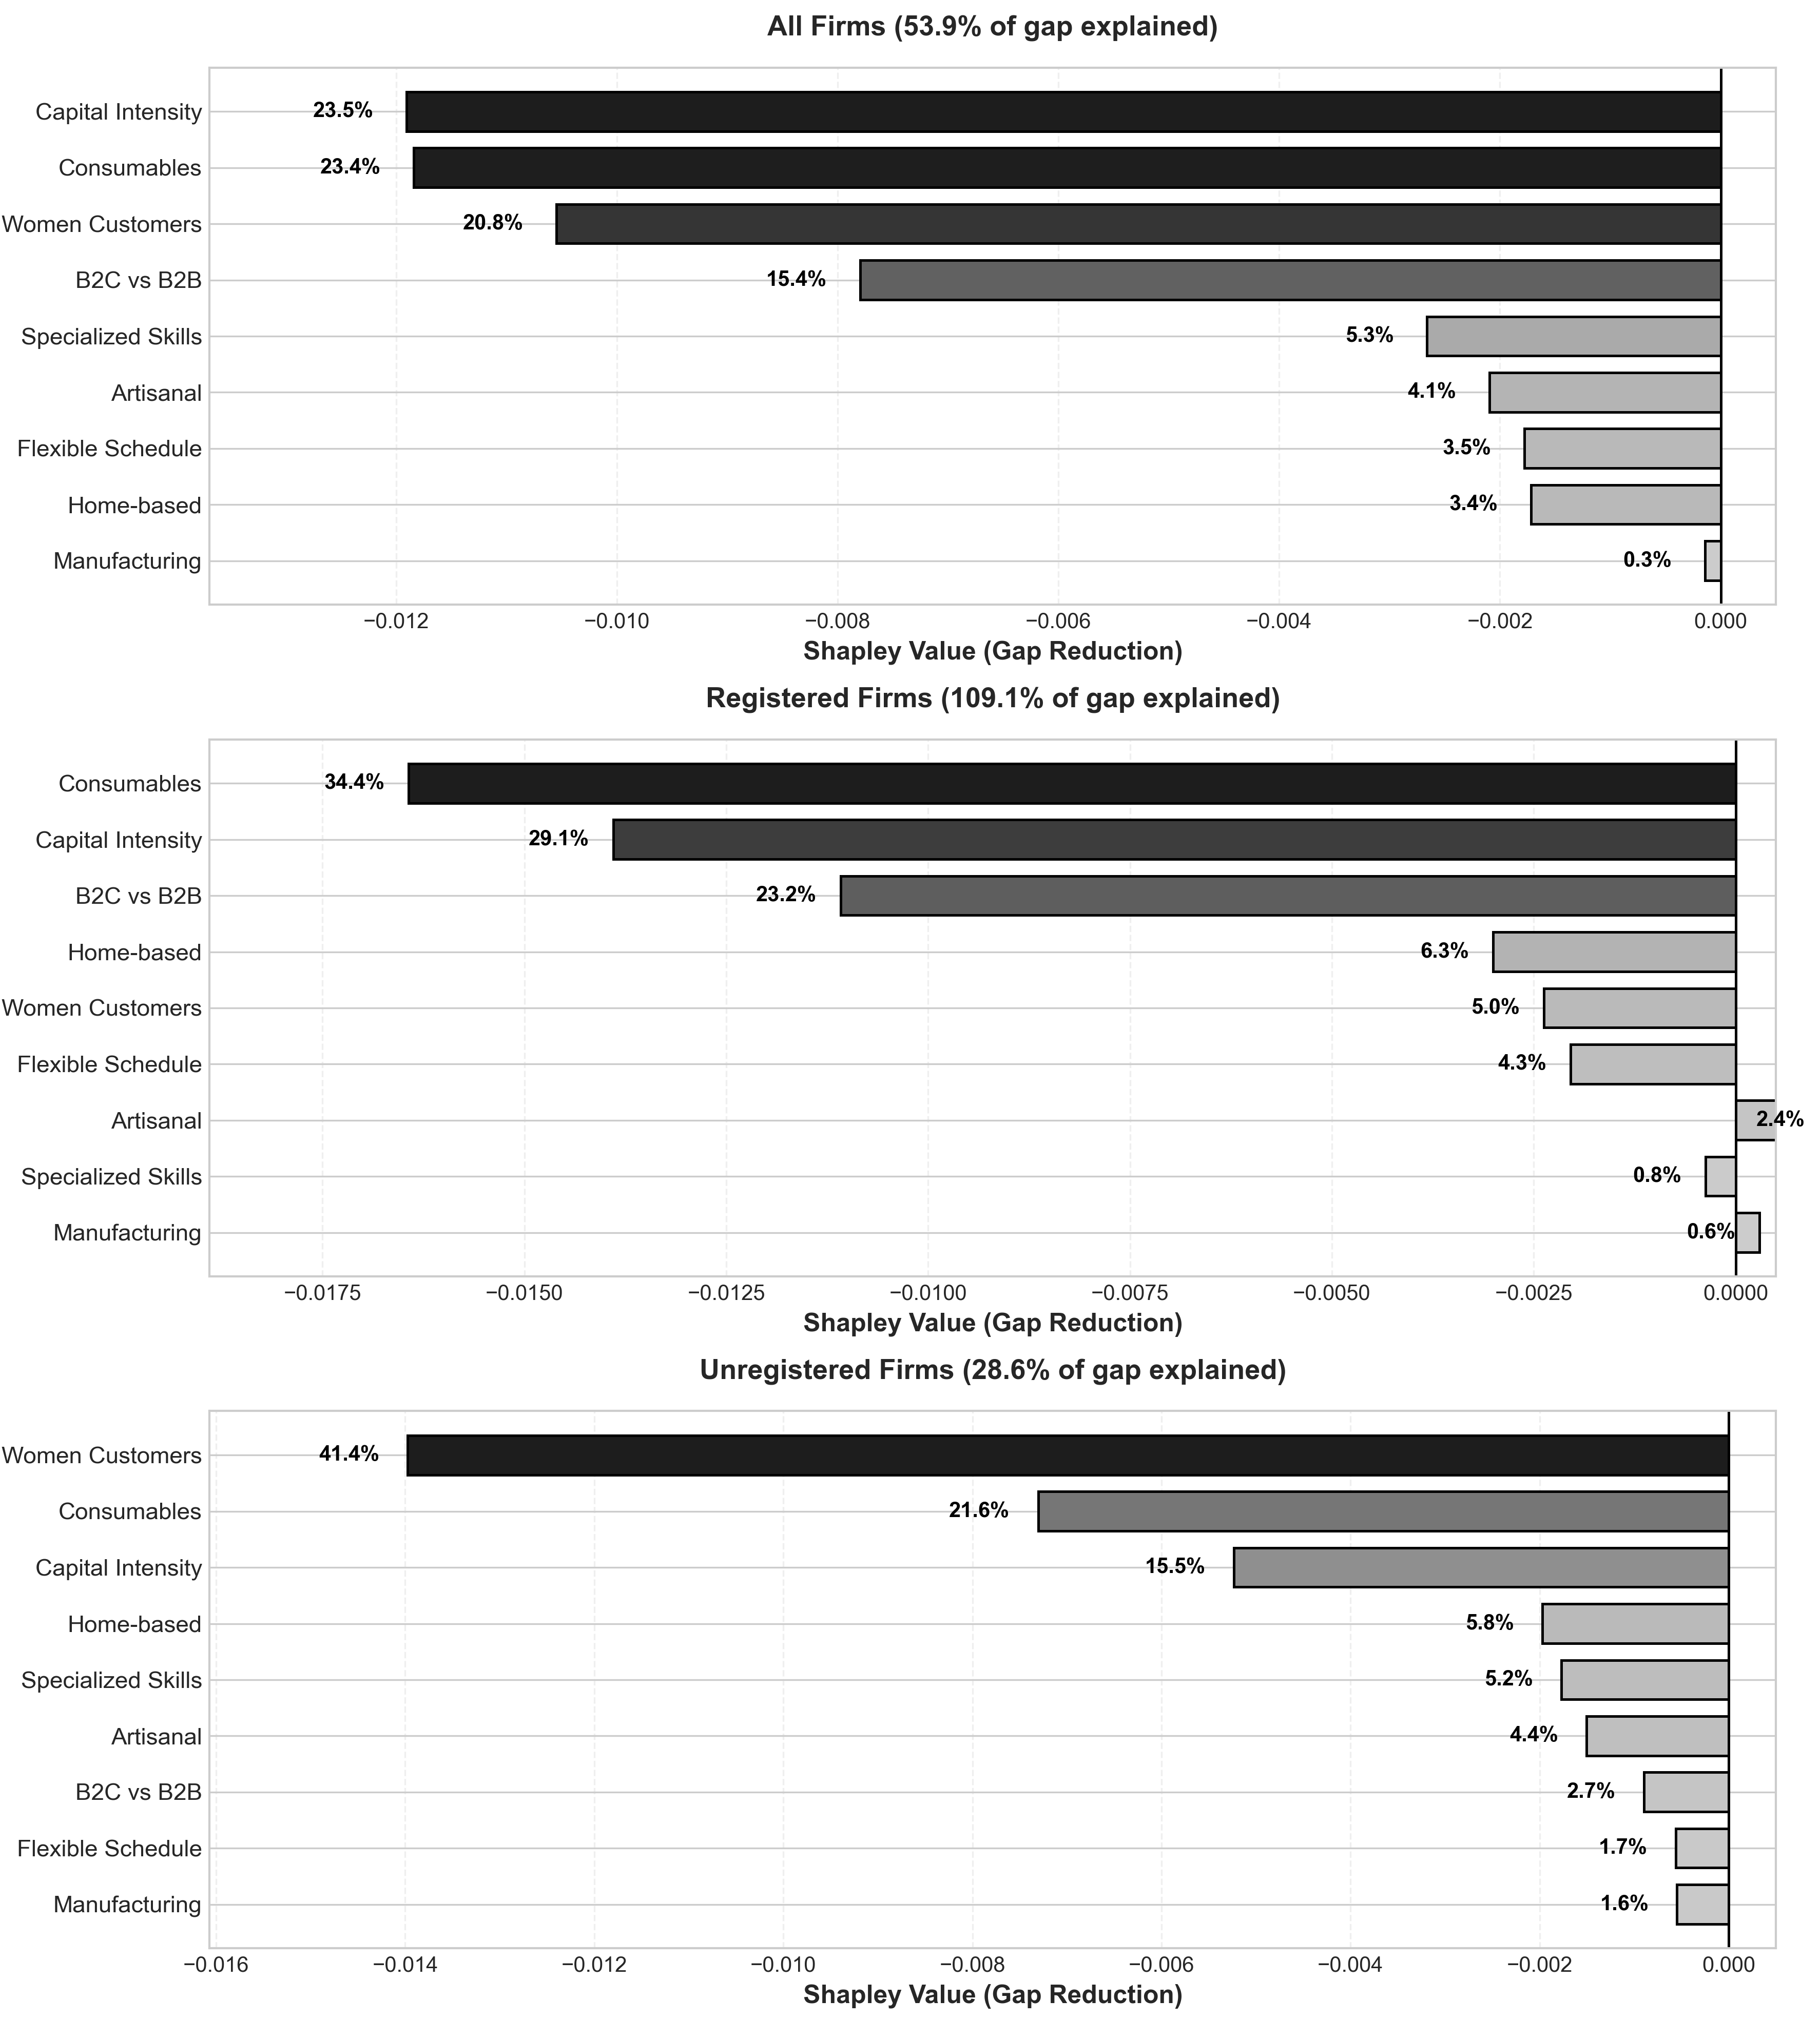 All Firms (53.9% of gap explained)
Capital Intensity 23.5%
Consumables 23.4%
Women Customers 20.8%
B2C vs B2B 15.4%
Specialized Skills 5.3%
Artisanal 4.1%
Flexible Schedule 3.5%
Home-based 3.4%
Manufacturing 0.3%
−0.012 −0.010 −0.008 −0.006 −0.004 −0.002 0.000
Shapley Value (Gap Reduction)
Registered Firms (109.1% of gap explained)
Consumables 34.4%
Capital Intensity 29.1%
B2C vs B2B 23.2%
Home-based 6.3%
Women Customers 5.0%
Flexible Schedule 4.3%
Artisanal 2.4%
Specialized Skills 0.8%
Manufacturing 0.6%
−0.0175 −0.0150 −0.0125 −0.0100 −0.0075 −0.0050 −0.0025 0.0000
Shapley Value (Gap Reduction)
Unregistered Firms (28.6% of gap explained)
Women Customers 41.4%
Consumables 21.6%
Capital Intensity 15.5%
Home-based 5.8%
Specialized Skills 5.2%
Artisanal 4.4%
B2C vs B2B 2.7%
Flexible Schedule 1.7%
Manufacturing 1.6%
−0.016 −0.014 −0.012 −0.010 −0.008 −0.006 −0.004 −0.002 0.000
Shapley Value (Gap Reduction)